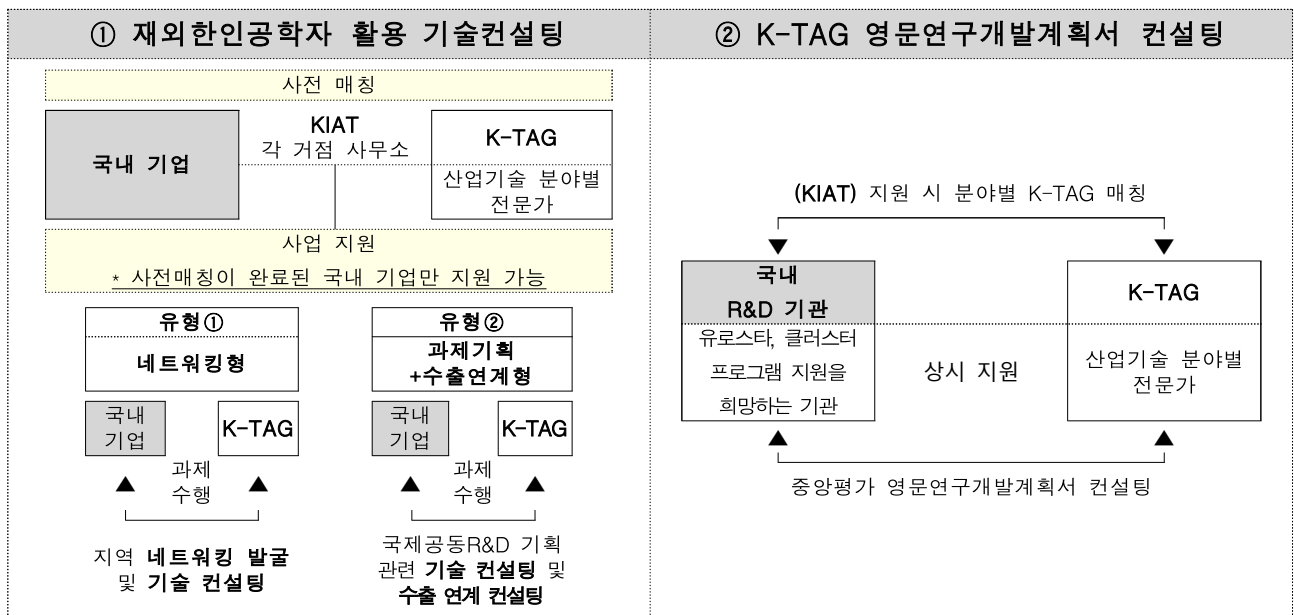 ① 재외한인공학자 활용 기술컨설팅
사전 매칭
국내 기업
KIAT
각 거점 사무소
K-TAG
산업기술 분야별
전문가
사업 지원
* 사전매칭이 완료된 국내 기업만 지원 가능
유형①
네트워킹형
국내
기업
K-TAG
과제
수행
지역 네트워킹 발굴
및 기술 컨설팅
유형②
과제기획
+수출연계형
국내
기업
K-TAG
과제
수행
국제공동R&D 기획
관련 기술 컨설팅 및
수출 연계 컨설팅
② K-TAG 영문연구개발계획서 컨설팅
(KIAT) 지원 시 분야별 K-TAG 매칭
국내
R&D 기관
유로스타, 클러스터
프로그램 지원을
희망하는 기관
상시 지원
K-TAG
산업기술 분야별
전문가
중앙평가 영문연구개발계획서 컨설팅